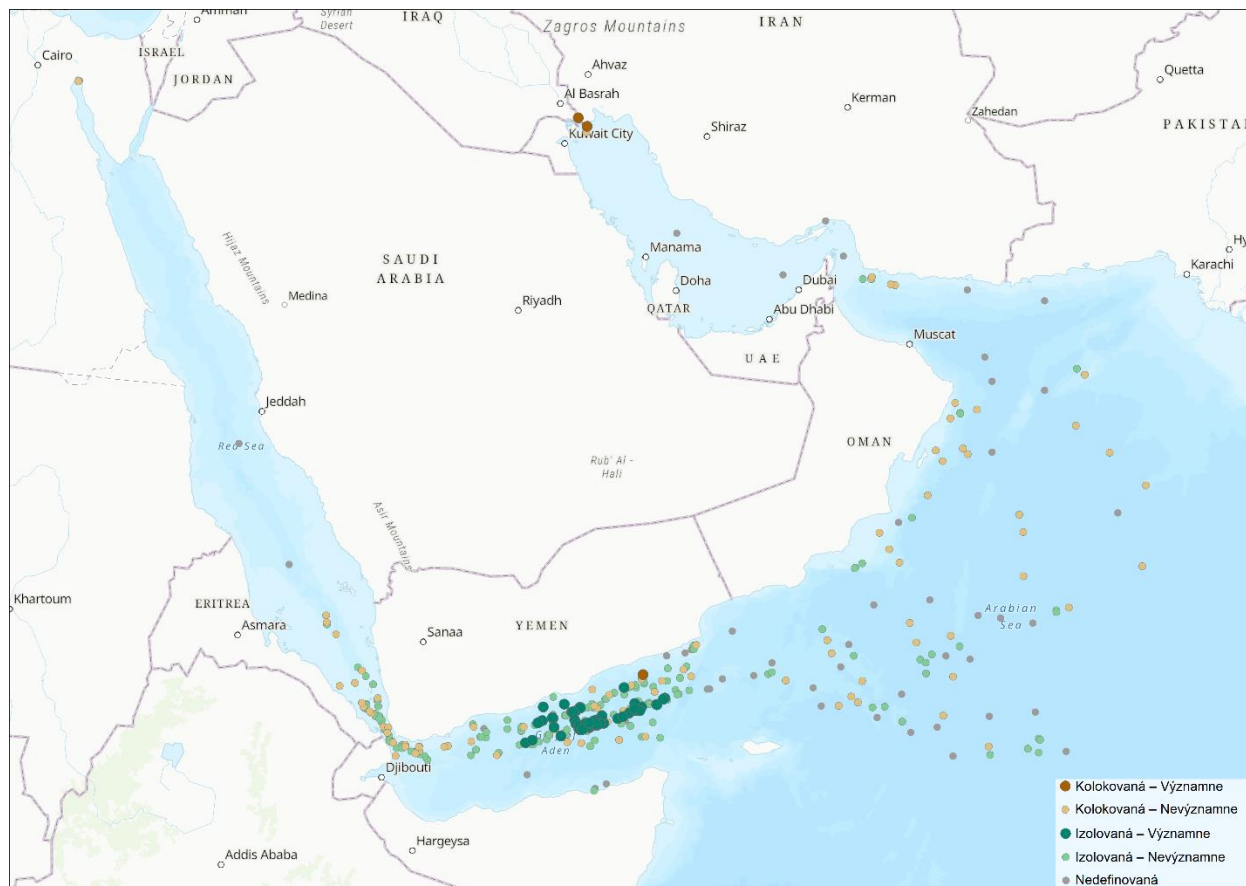 Amman
Syrian
Desert
IRAQ
Zagros Mountains
IRAN
Cairo
ISRAEL
JORDAN
Ahvaz
Al Basrah
Quetta
Kerman
Zahedan
PAKISTAN
Kuwait City
Shiraz
Hijaz Mountains
SAUDI
ARABIA
Manama
Hy
Karachi
Medina
Riyadh
Doha
QATAR
Dubai
Abu Dhabi
Muscat
UAE
Jeddah
Red Sea
Rub' Al -
Hali
OMAN
Asir Mountains
Khartoum
ERITREA
Asmara
Sanaa
YEMEN
Arabian
Sea
Aden
Djibouti
Hargeysa
Addis Ababa
Kolokovaná – Významne
Kolokovaná – Nevýznamne
Izolovaná – Významne
Izolovaná – Nevýznamne
Nedefinovaná